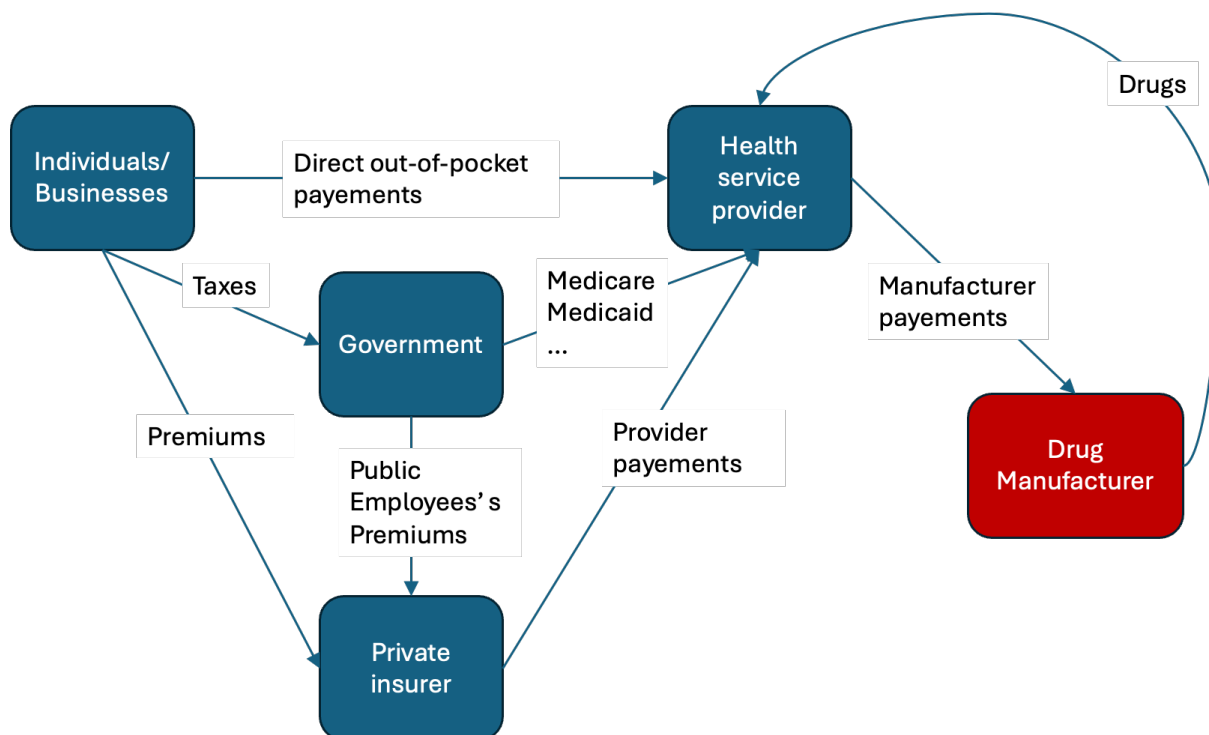 Drugs
Individuals/
Businesses
Direct out-of-pocket
payements
Health
service
provider
Taxes
Government
Medicare
Medicaid
...
Manufacturer
payements
Premiums
Public
Employees’ s
Premiums
Provider
payements
Drug
Manufacturer
Private
insurer